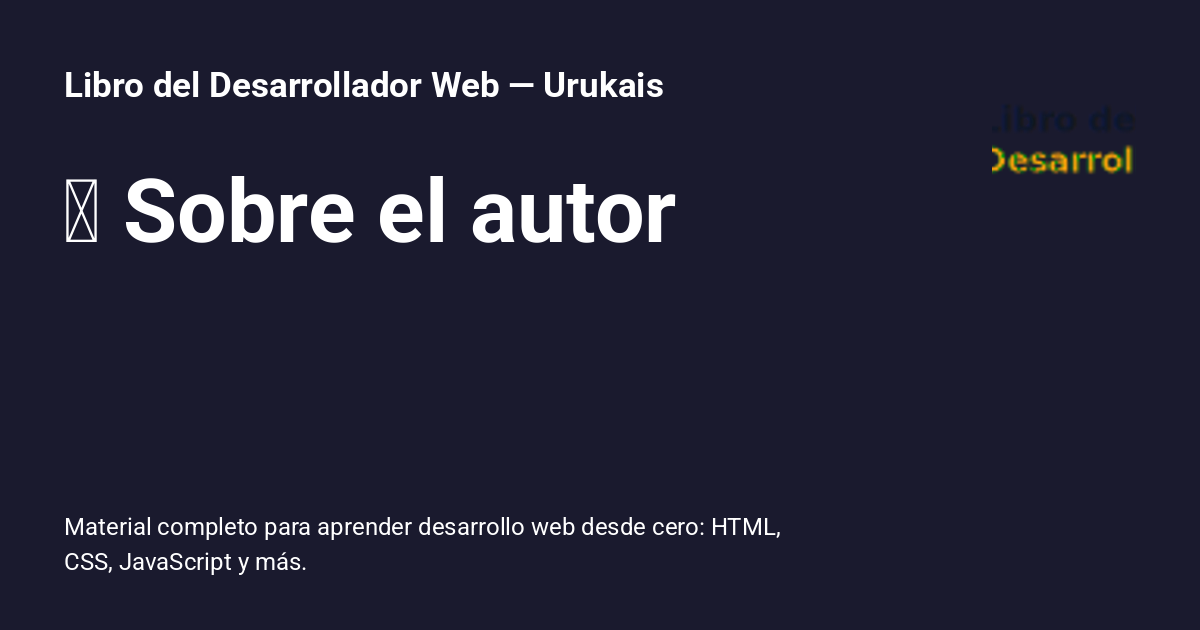 Libro del Desarrollador Web — Urukais
Sobre el autor
Material completo para aprender desarrollo web desde cero: HTML,
CSS, JavaScript y más.